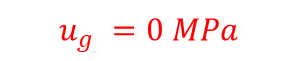 u_g = 0 MPa